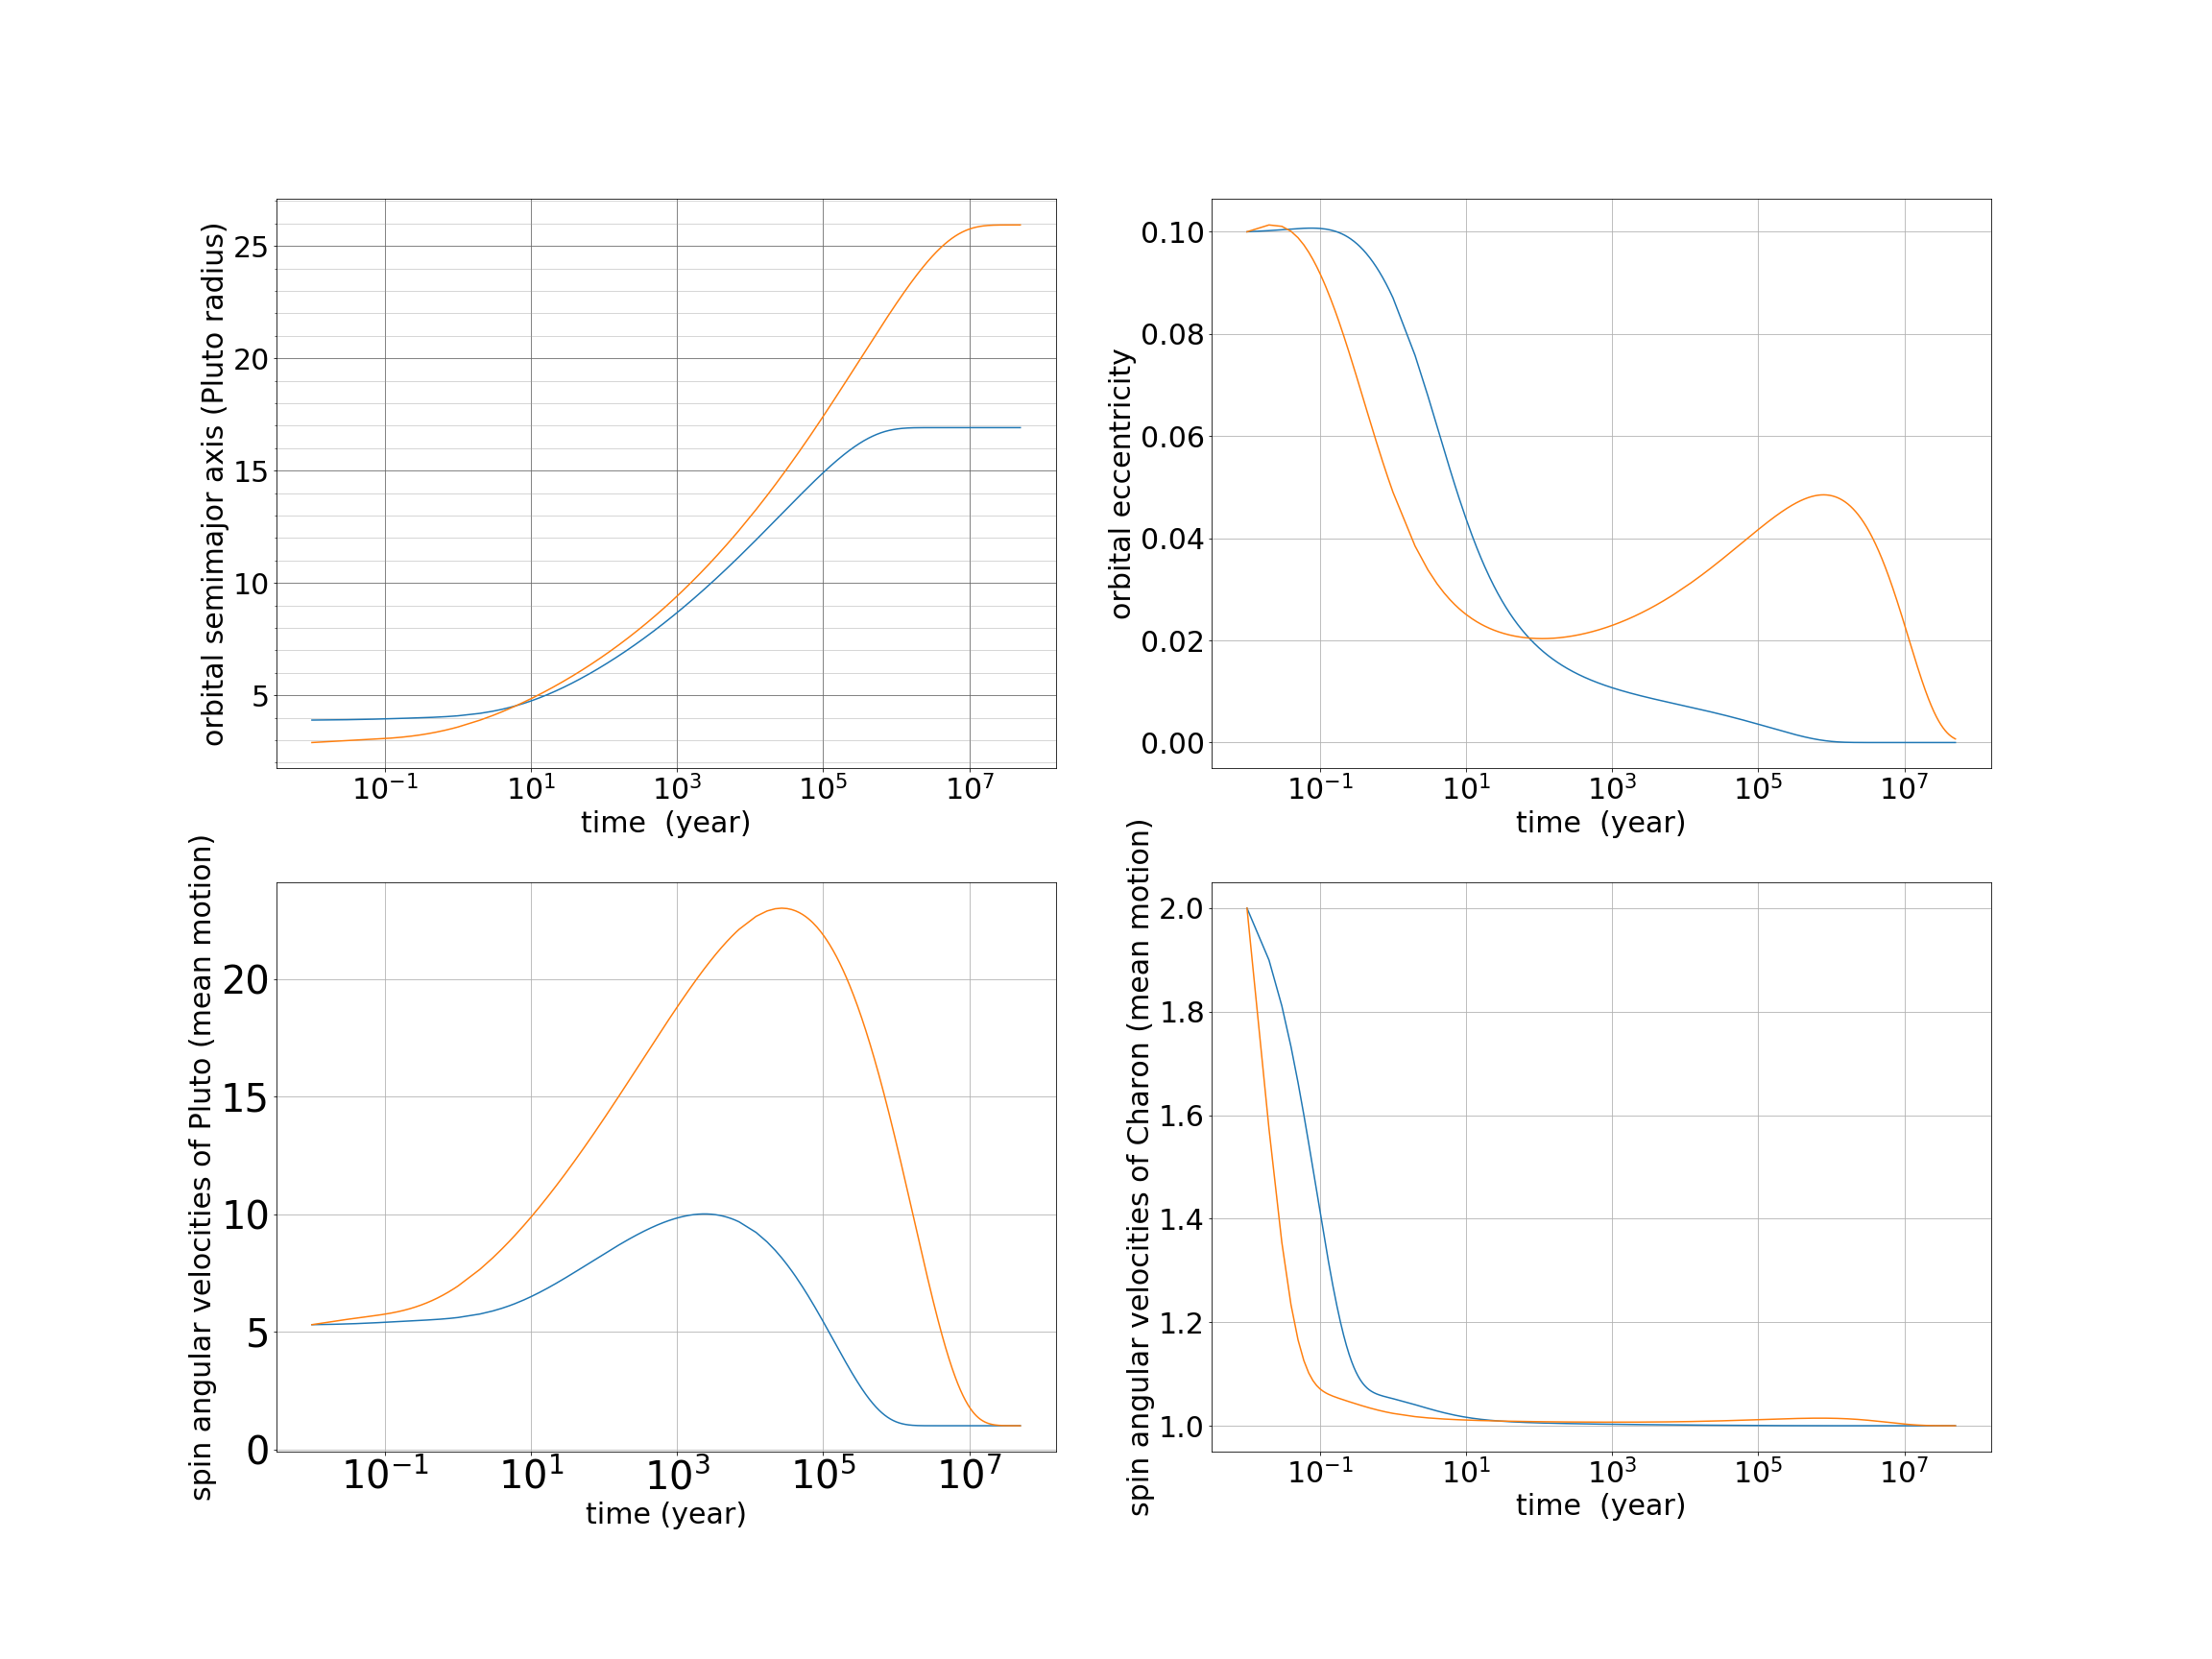 orbital semimajor axis (Pluto radius)
25
20
15
10
5
10⁻¹ 10¹ 10³ 10⁵ 10⁷
time (year)
orbital eccentricity
0.10
0.08
0.06
0.04
0.02
0.00
10⁻¹ 10¹ 10³ 10⁵ 10⁷
time (year)
spin angular velocities of Pluto (mean motion)
20
15
10
5
0
10⁻¹ 10¹ 10³ 10⁵ 10⁷
time (year)
spin angular velocities of Charon (mean motion)
2.0
1.8
1.6
1.4
1.2
1.0
10⁻¹ 10¹ 10³ 10⁵ 10⁷
time (year)